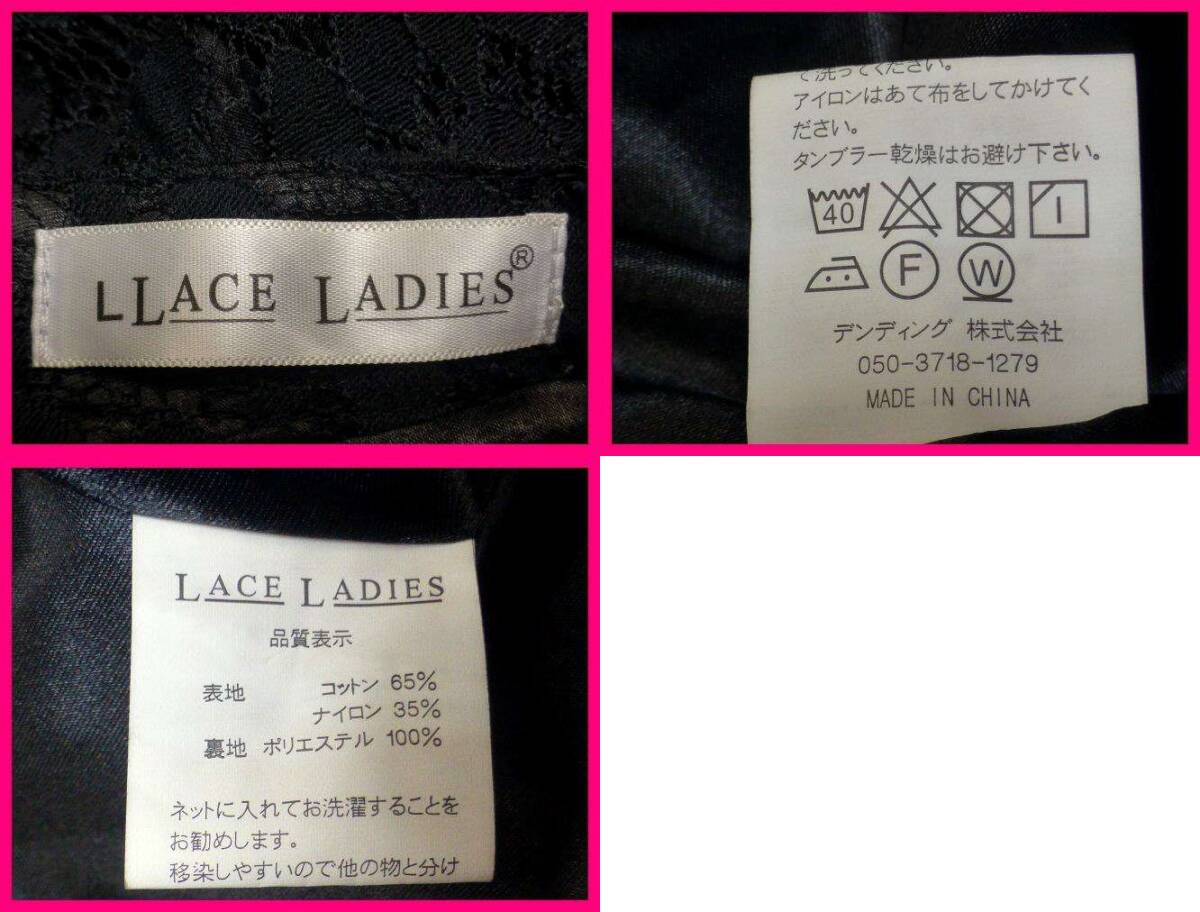 L LACE LADIES®
で洗ってください。
アイロンはあて布をしてかけてく
ださい。
タンブラー乾燥はお避け下さい。
40
F W
デンディング 株式会社
050-3718-1279
MADE IN CHINA
LACE LADIES
品質表示
表地 コットン 65%
ナイロン 35%
裏地 ポリエステル 100%
ネットに入れてお洗濯することを
お勧めします。
移染しやすいので他の物と分け